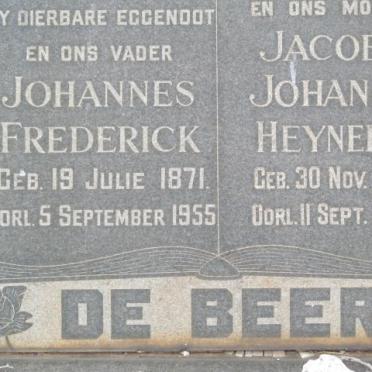 Y DIERBARE EGGENOOT
EN ONS VADER
JOHANNES
FREDERICK
GEB. 19 JULIE 1871.
OORL. 5 SEPTEMBER 1955
EN ONS MO
JACOB
JOHAN
HEYNE
GEB. 30 NOV.
OORL. 11 SEPT.
DE BEER